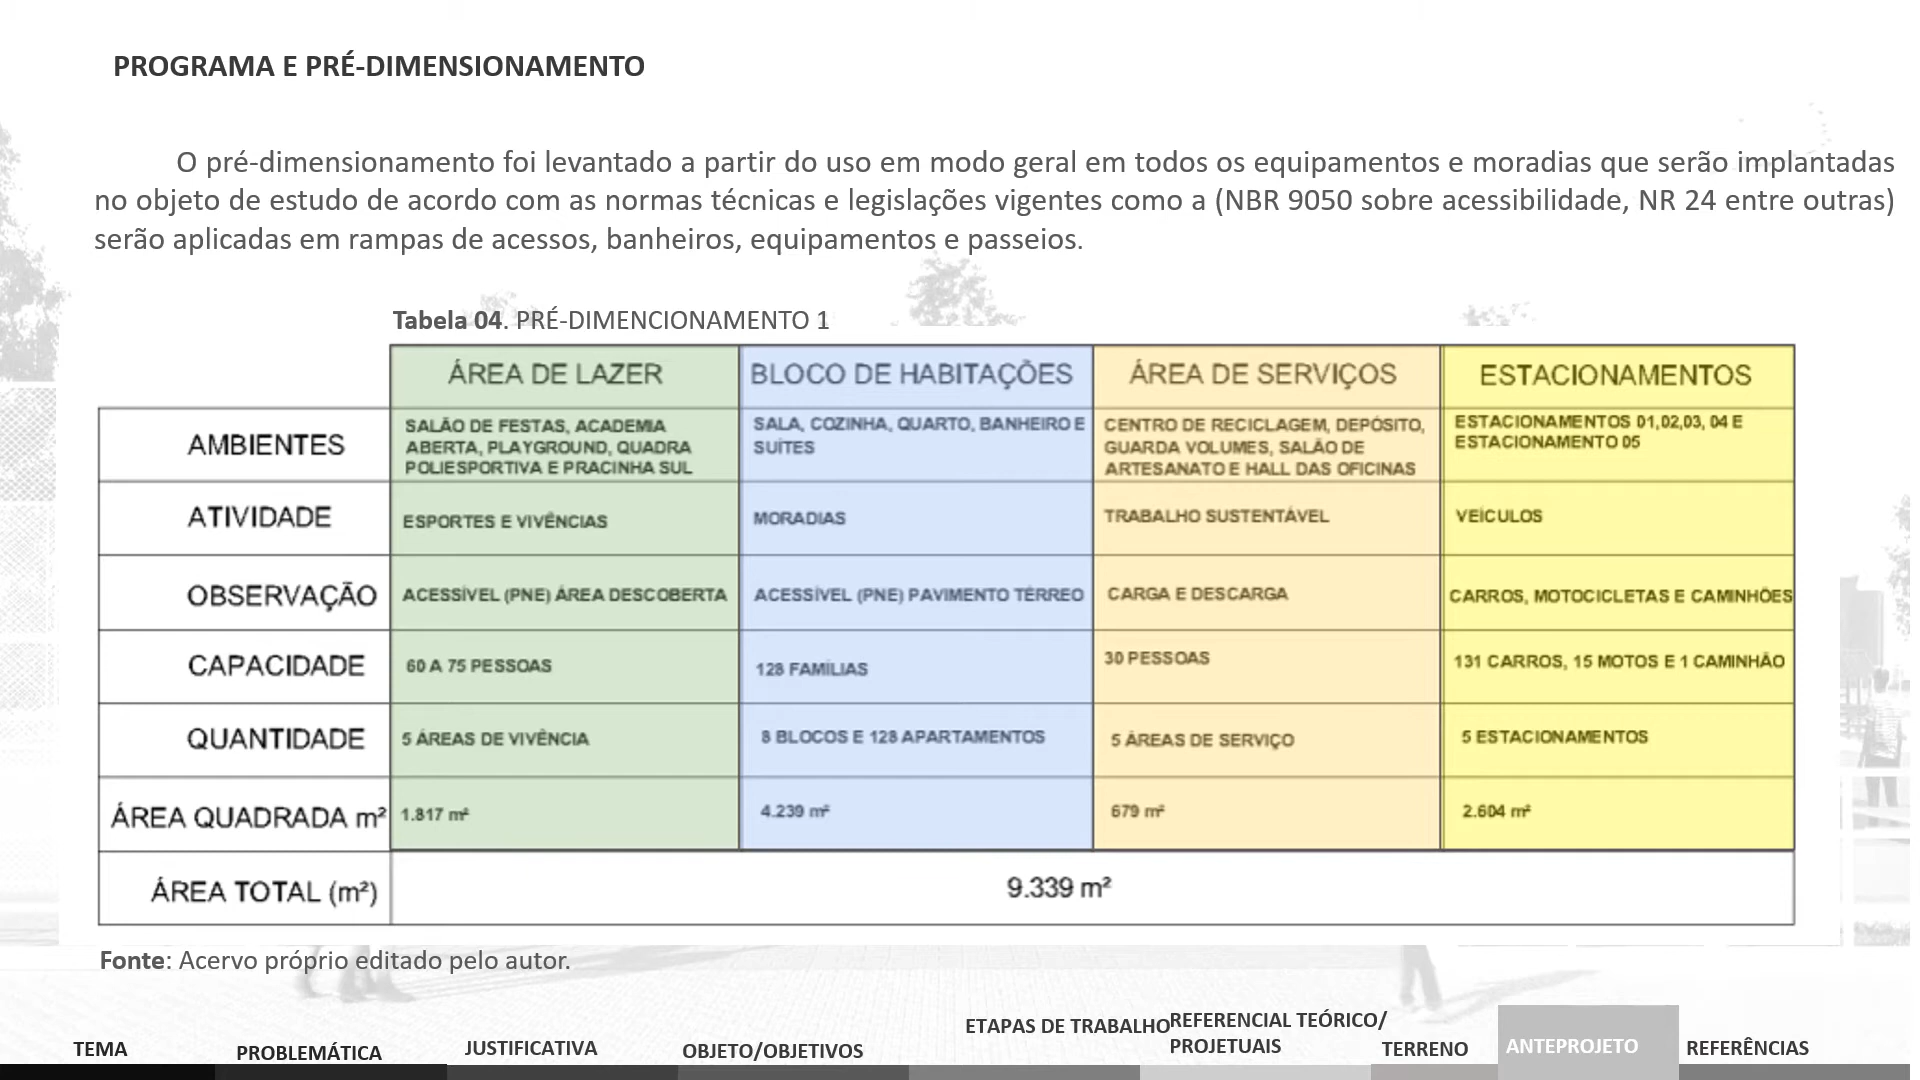 PROGRAMA E PRÉ-DIMENSIONAMENTO
O pré-dimensionamento foi levantado a partir do uso em modo geral em todos os equipamentos e moradias que serão implantadas
no objeto de estudo de acordo com as normas técnicas e legislações vigentes como a (NBR 9050 sobre acessibilidade, NR 24 entre outras)
serão aplicadas em rampas de acessos, banheiros, equipamentos e passeios.
Tabela 04. PRÉ-DIMENCIONAMENTO 1
ÁREA DE LAZER BLOCO DE HABITAÇÕES ÁREA DE SERVIÇOS ESTACIONAMENTOS
AMBIENTES
SALÃO DE FESTAS, ACADEMIA
ABERTA, PLAYGROUND, QUADRA
POLIESPORTIVA E PRACINHA SUL
SALA, COZINHA, QUARTO, BANHEIRO E
SUÍTES
CENTRO DE RECICLAGEM, DEPÓSITO,
GUARDA VOLUMES, SALÃO DE
ARTESANATO E HALL DAS OFICINAS
ESTACIONAMENTOS 01,02,03, 04 E
ESTACIONAMENTO 05
ATIVIDADE ESPORTES E VIVÊNCIAS MORADIAS TRABALHO SUSTENTÁVEL VEÍCULOS
OBSERVAÇÃO ACESSÍVEL (PNE) ÁREA DESCOBERTA ACESSÍVEL (PNE) PAVIMENTO TÉRREO CARGA E DESCARGA CARROS, MOTOCICLETAS E CAMINHÕES
CAPACIDADE 60 A 75 PESSOAS 128 FAMÍLIAS 30 PESSOAS 131 CARROS, 15 MOTOS E 1 CAMINHÃO
QUANTIDADE 5 ÁREAS DE VIVÊNCIA 8 BLOCOS E 128 APARTAMENTOS 5 ÁREAS DE SERVIÇO 5 ESTACIONAMENTOS
ÁREA QUADRADA m² 1.817 m² 4.239 m² 679 m² 2.604 m²
ÁREA TOTAL (m²) 9.339 m²
Fonte: Acervo próprio editado pelo autor.
TEMA
PROBLEMÁTICA
JUSTIFICATIVA
OBJETO/OBJETIVOS
ETAPAS DE TRABALHO
REFERENCIAL TEÓRICO/
PROJETUAIS
TERRENO
ANTEPROJETO
REFERÊNCIAS